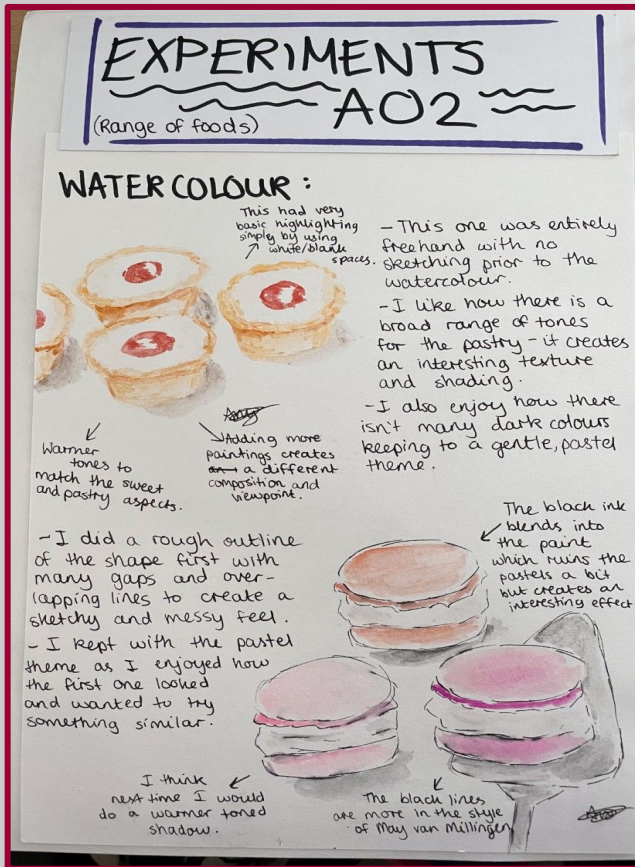 EXPERIMENTS
AO2
(Range of foods)
WATERCOLOUR:
This had very
basic highlighting
simply by using
white/blank
spaces.
- This one was entirely
freehand with no
sketching prior to the
watercolour.
- I like how there is a
broad range of tones
for the pastry - it creates
an interesting texture
and shading.
- I also enjoy how there
isn't many dark colours
keeping to a gentle, pastel
theme.
Warmer
tones to
match the sweet
and pastry aspects.
Adding more
paintings creates
a different
composition and
viewpoint.
- I did a rough outline
of the shape first with
many gaps and over-
lapping lines to create a
sketchy and messy feel.
- I kept with the pastel
theme as I enjoyed how
the first one looked
and wanted to try
something similar.
The black ink
blends into
the paint
which ruins the
pastels a bit
but creates an
interesting effect
I think
next time I would
do a warmer toned
shadow.
The black lines
are more in the style
of May van Millingen